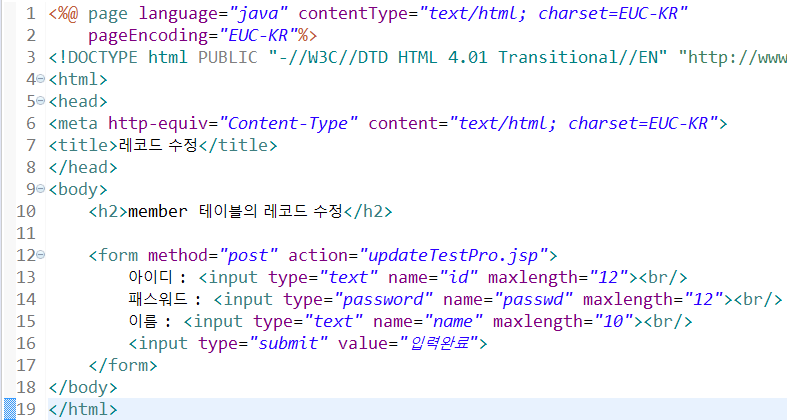 1 <%@ page language="java" contentType="text/html; charset=EUC-KR"
2 pageEncoding="EUC-KR"%>
3 <!DOCTYPE html PUBLIC "-//W3C//DTD HTML 4.01 Transitional//EN" "http://www
4 <html>
5 <head>
6 <meta http-equiv="Content-Type" content="text/html; charset=EUC-KR">
7 <title>레코드 수정</title>
8 </head>
9 <body>
10 <h2>member 테이블의 레코드 수정</h2>
11
12 <form method="post" action="updateTestPro.jsp">
13 아이디 : <input type="text" name="id" maxlength="12"><br/>
14 패스워드 : <input type="password" name="passwd" maxlength="12"><br/>
15 이름 : <input type="text" name="name" maxlength="10"><br/>
16 <input type="submit" value="입력완료">
17 </form>
18 </body>
19 </html>